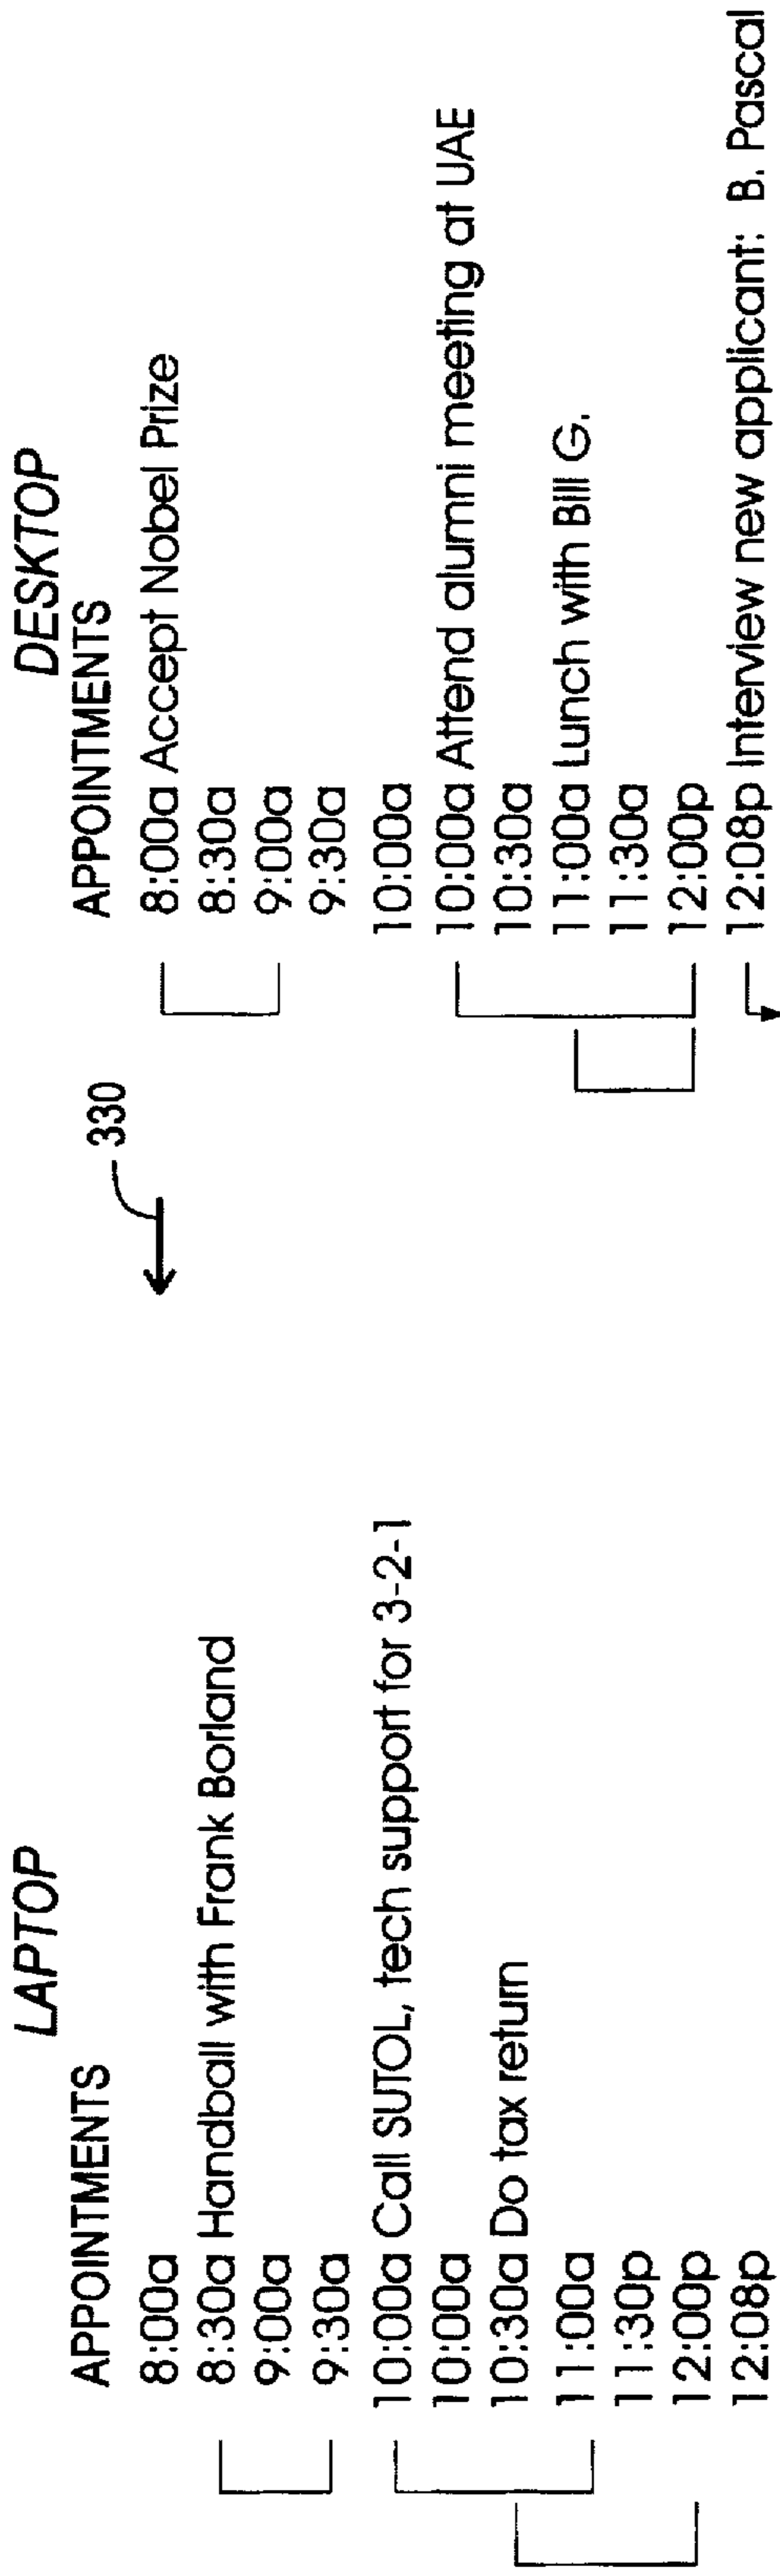 LAPTOP
APPOINTMENTS
8:00a
8:30a Handball with Frank Borland
9:00a
9:30a
10:00a Call SUTOL, tech support for 3-2-1
10:00a
10:30a Do tax return
11:00a
11:30p
12:00p
12:08p
330
DESKTOP
APPOINTMENTS
8:00a Accept Nobel Prize
8:30a
9:00a
9:30a
10:00a
10:00a Attend alumni meeting at UAE
10:30a
11:00a Lunch with Bill G.
11:30a
12:00p
12:08p Interview new applicant: B. Pascal